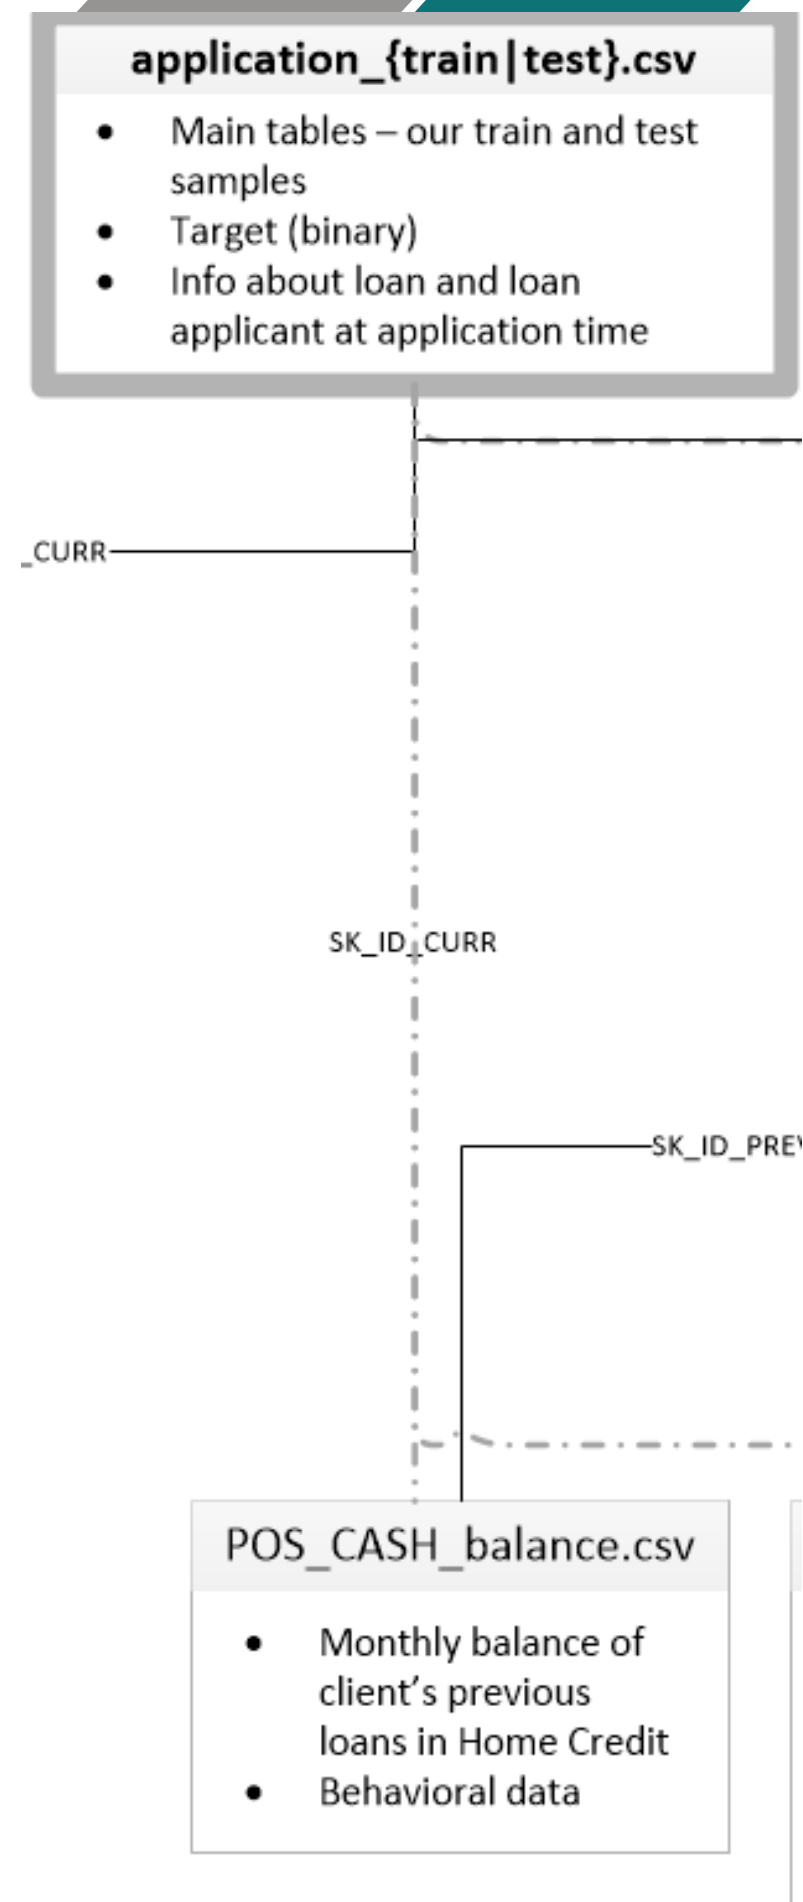 application_{train|test}.csv
• Main tables – our train and test
samples
• Target (binary)
• Info about loan and loan
applicant at application time
_CURR
SK_ID_CURR
SK_ID_PREV
POS_CASH_balance.csv
• Monthly balance of
client’s previous
loans in Home Credit
• Behavioral data